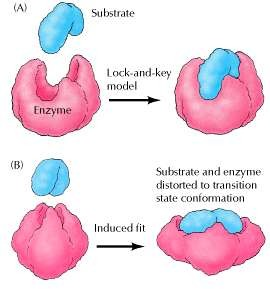 (A)
Substrate
Enzyme
Lock-and-key
model
(B)
Substrate and enzyme
distorted to transition
state conformation
Induced fit